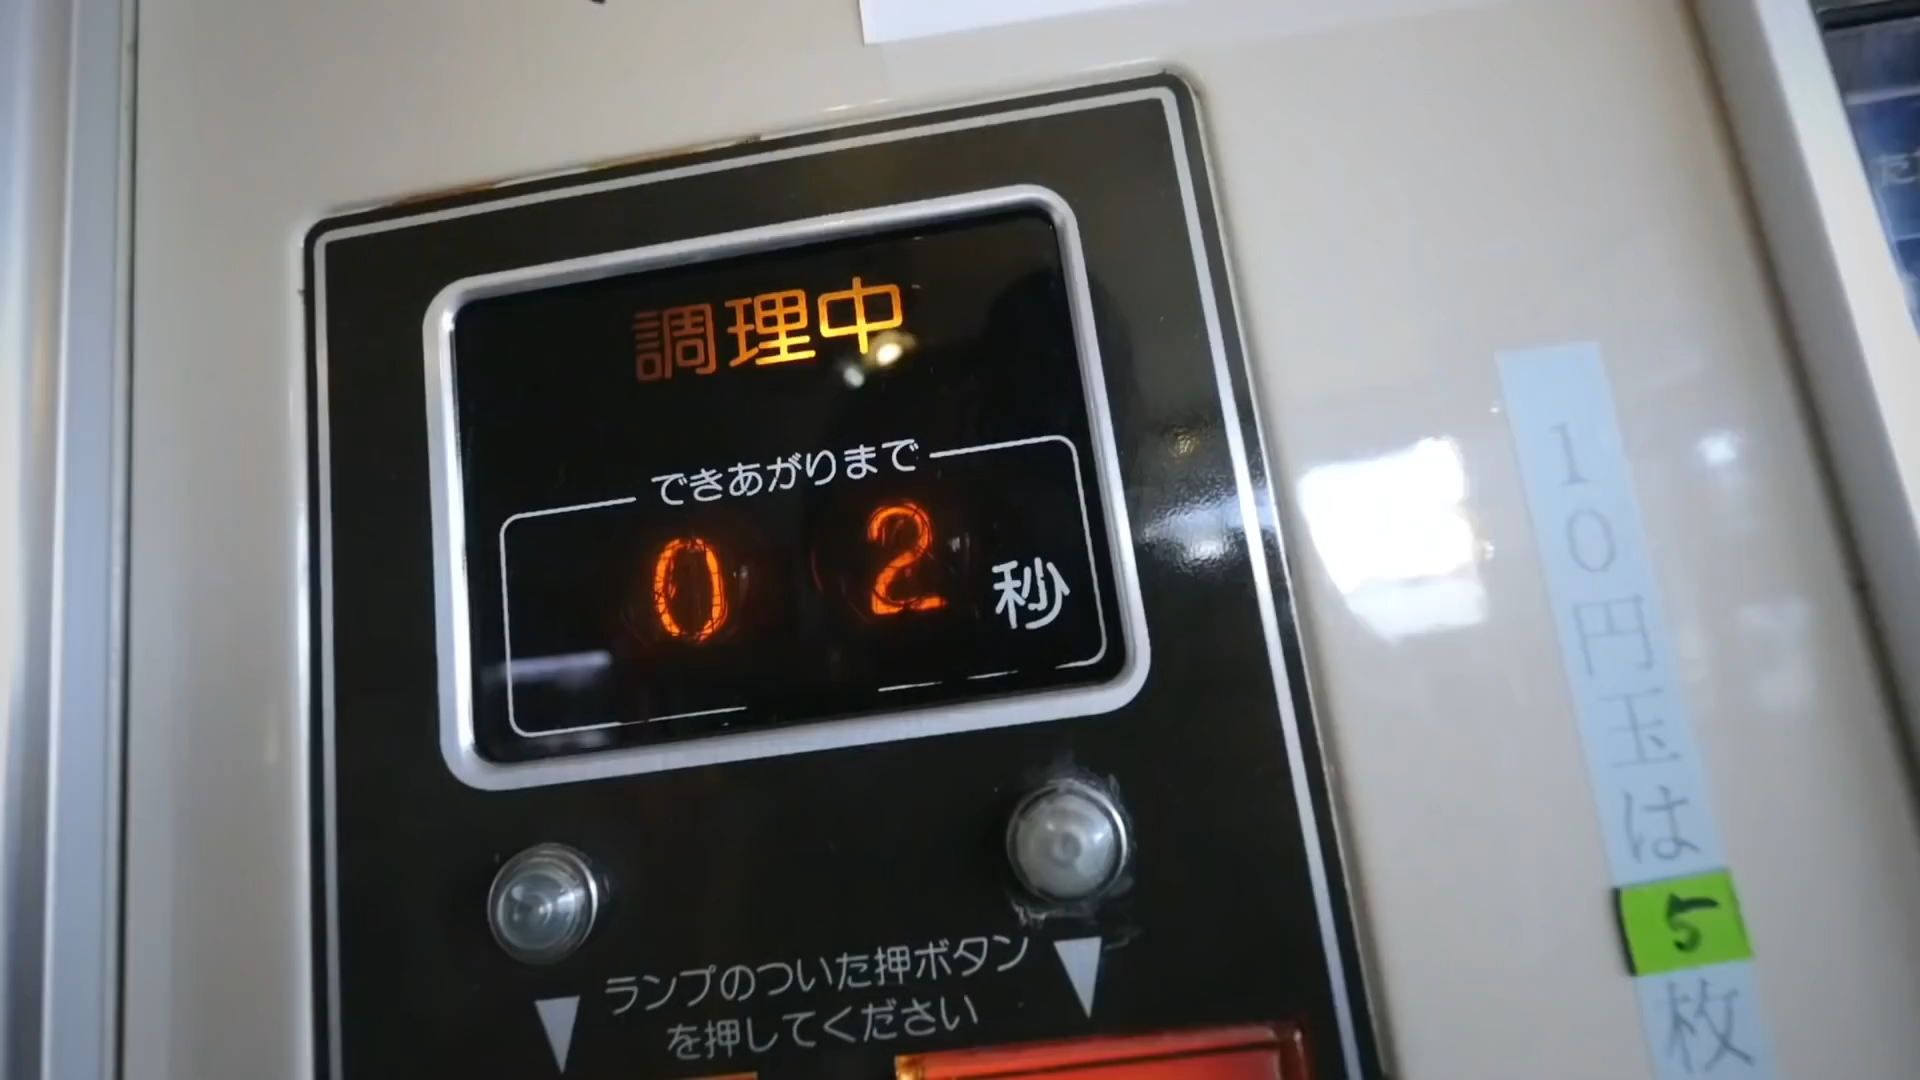 調理中
できあがりまで
02秒
ランプのついた押ボタン
を押してください
10円玉は5枚